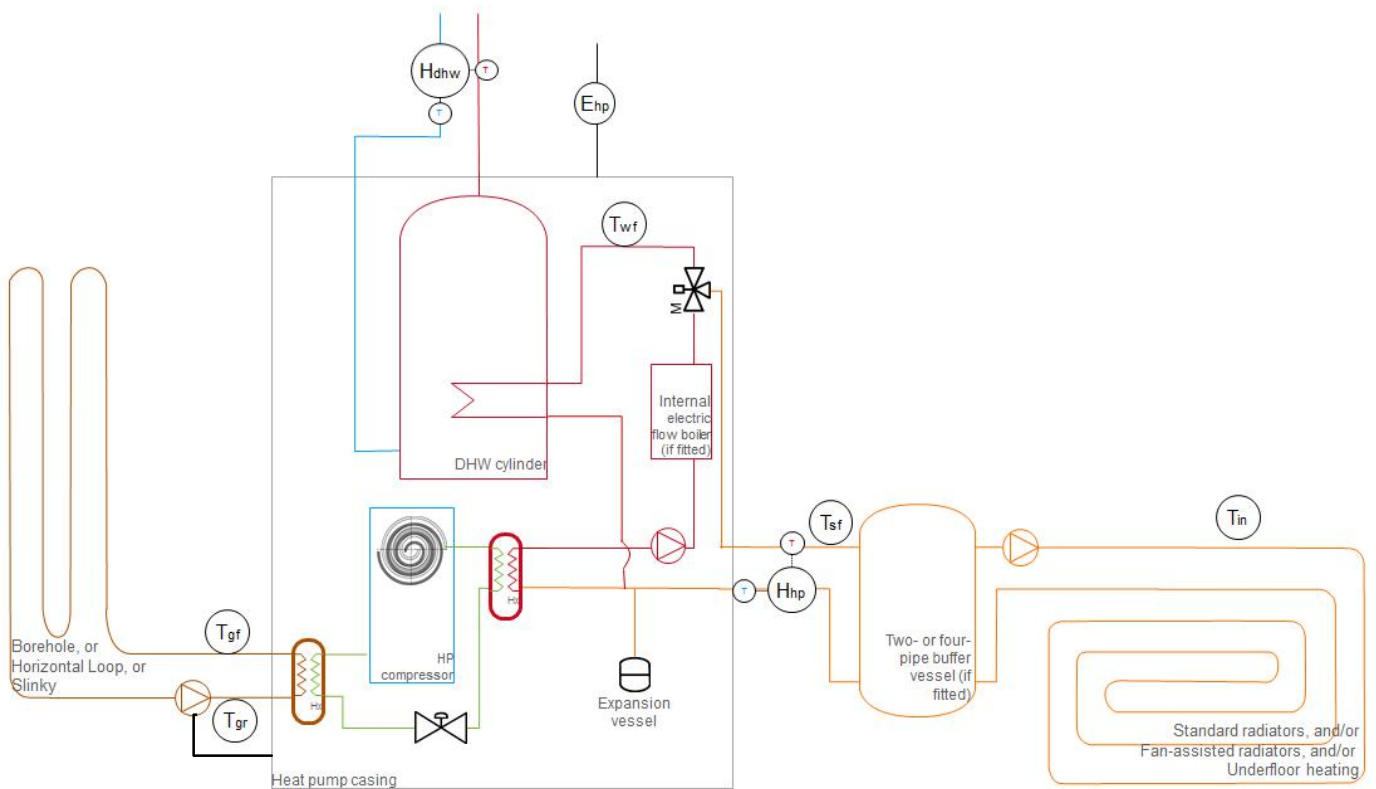 Hdhw
T
T
Ehp
Twf
M
Internal
electric
flow boiler
(if fitted)
DHW cylinder
Tsf
Tin
T
T
Hhp
Hx
HP
compressor
Tgf
Borehole, or
Horizontal Loop, or
Slinky
Hx
Tgr
Expansion
vessel
Two- or four-
pipe buffer
vessel (if
fitted)
Standard radiators, and/or
Fan-assisted radiators, and/or
Underfloor heating
Heat pump casing